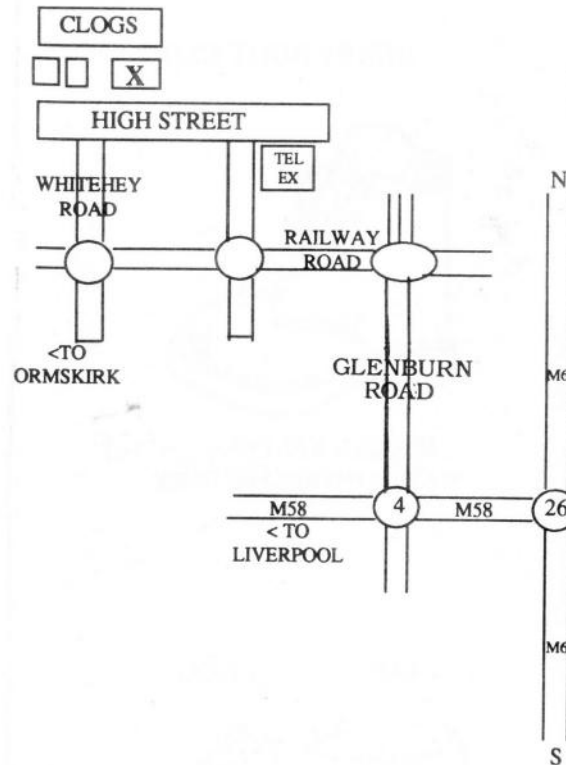 CLOGS
X
HIGH STREET
TEL
EX
WHITEHEY
ROAD
N
RAILWAY
ROAD
<TO
ORMSKIRK
GLENBURN
ROAD
M6
M58
4
M58
26
< TO
LIVERPOOL
M6
S